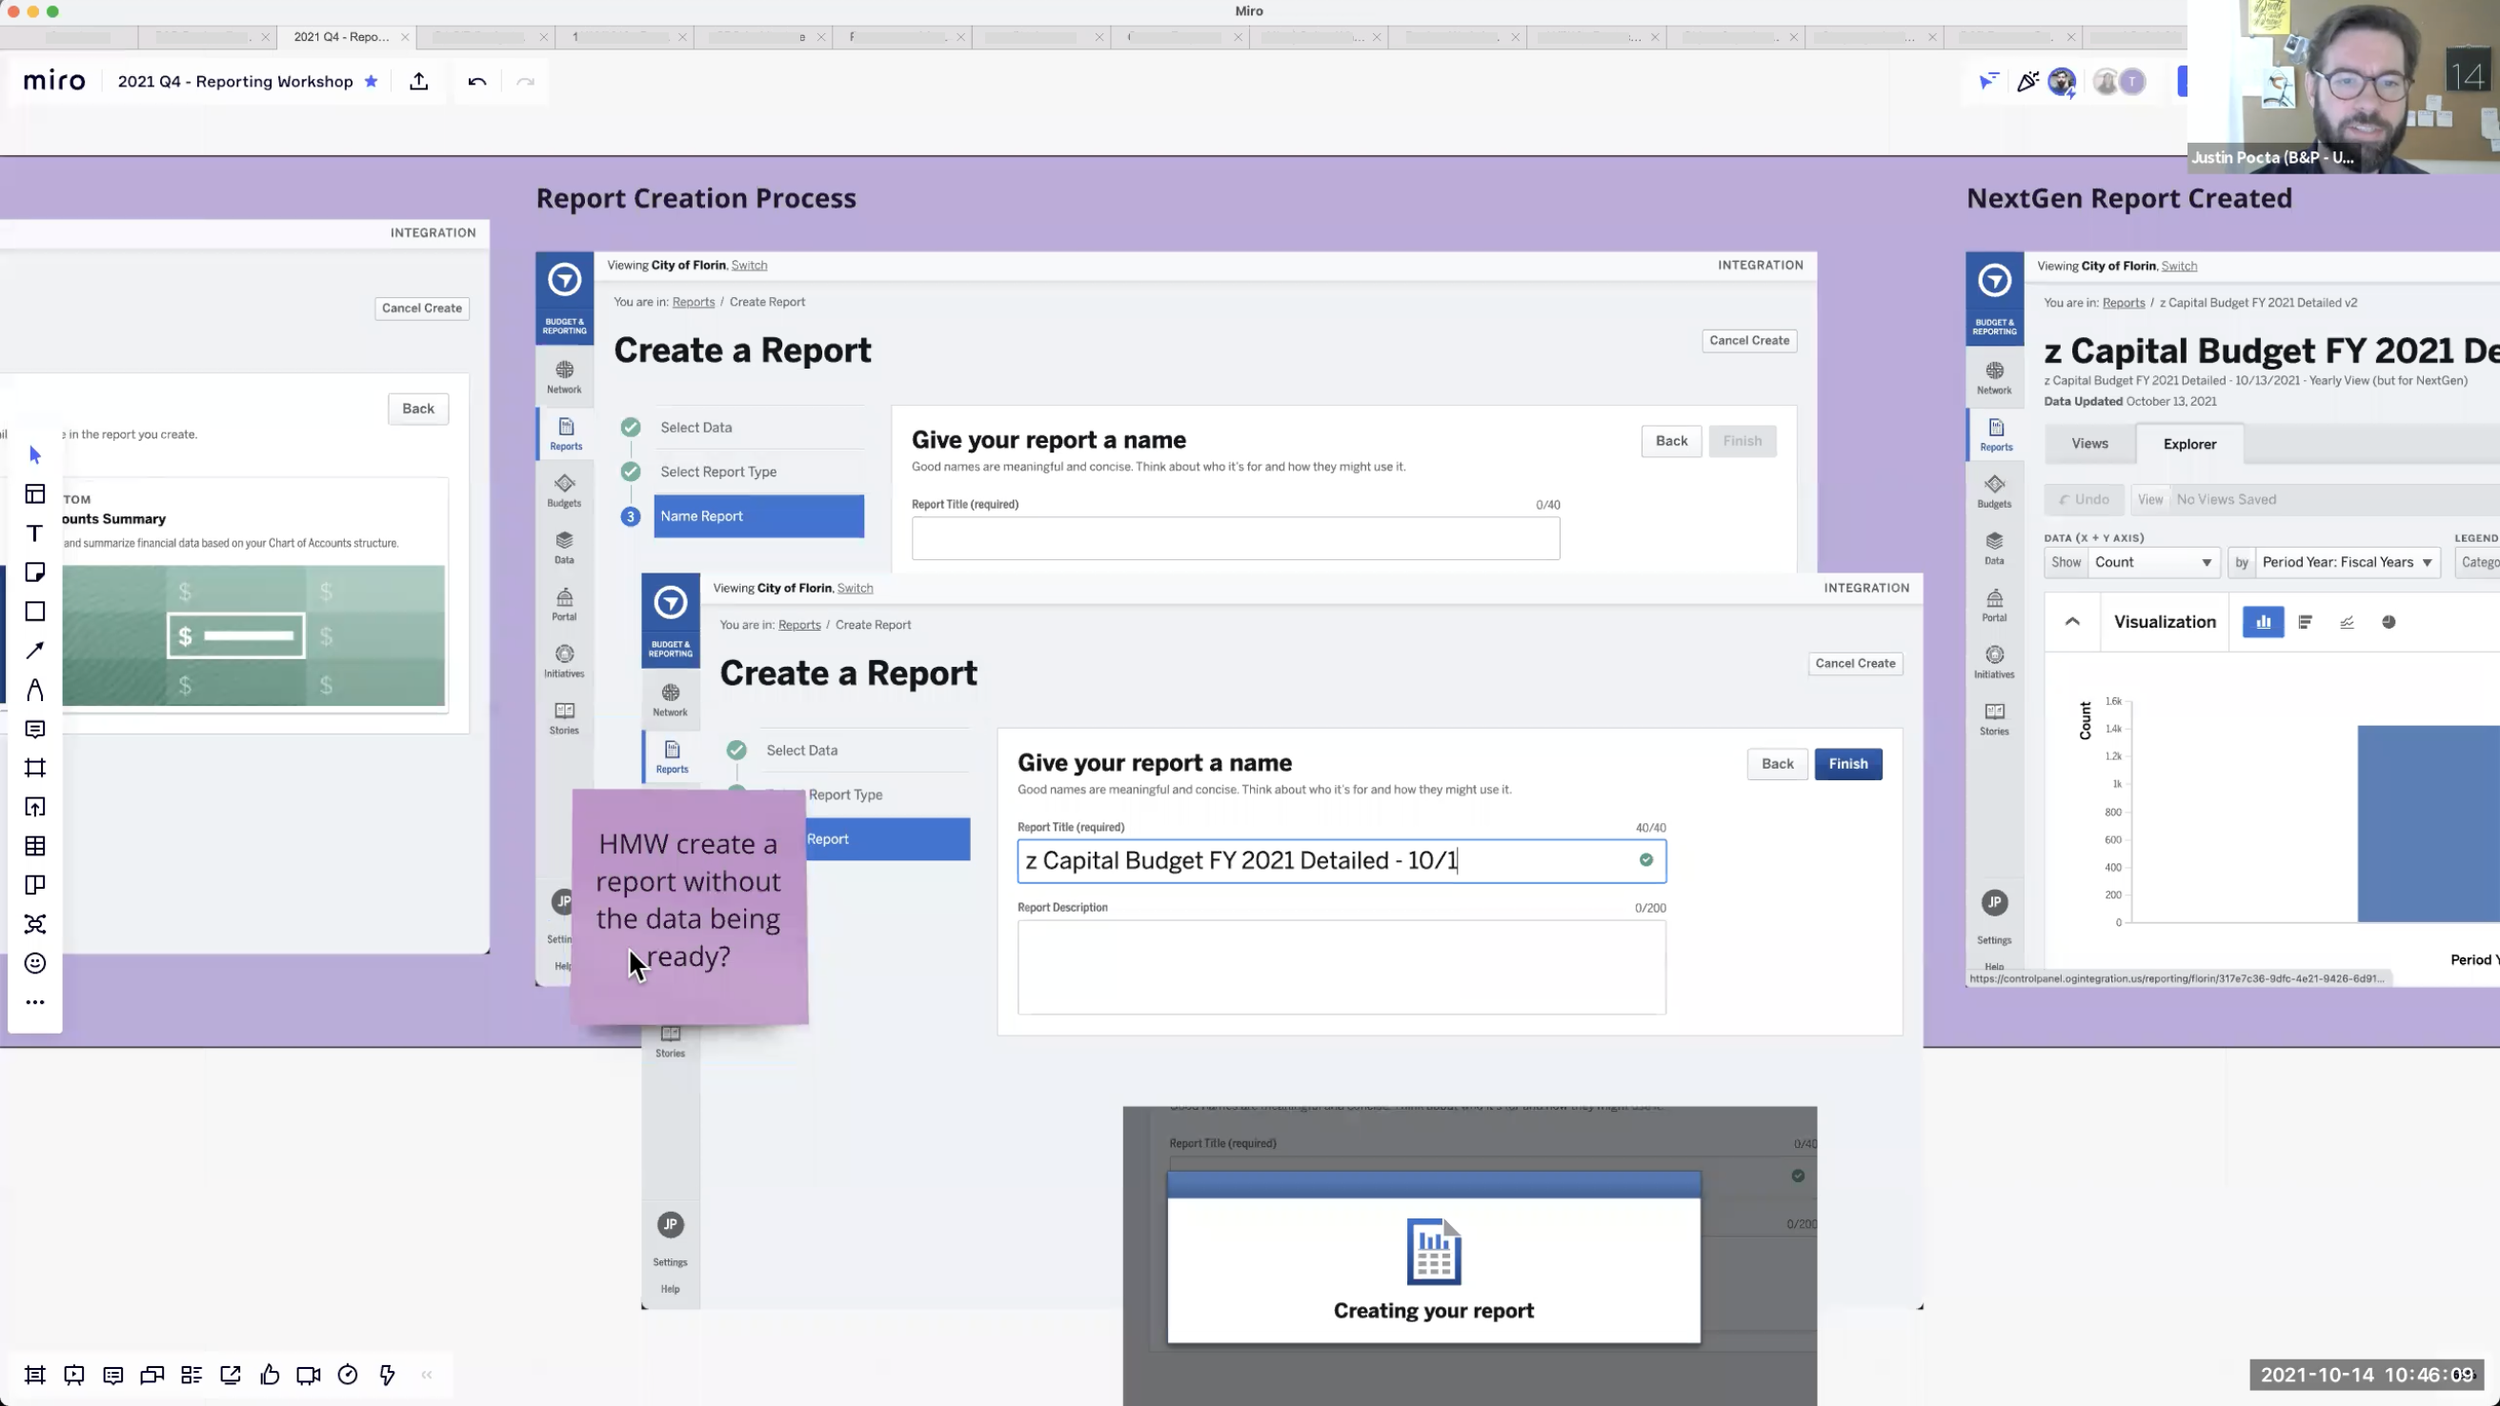 Miro
2021 Q4 - Repo...
miro
2021 Q4 - Reporting Workshop
T
14
Justin Pocta (B&P - U...
INTEGRATION
Cancel Create
Back
e in the report you create.
TOM
ounts Summary
and summarize financial data based on your Chart of Accounts structure.
$ $
$ $
$ $
Report Creation Process
Viewing City of Florin, Switch
INTEGRATION
You are in: Reports / Create Report
Create a Report
Cancel Create
BUDGET & REPORTING
Network
Reports
Budgets
Data
Portal
Initiatives
Stories
JP
Help
Select Data
Select Report Type
3 Name Report
Give your report a name
Good names are meaningful and concise. Think about who it's for and how they might use it.
Back
Finish
Report Title (required)
0/40
Viewing City of Florin, Switch
INTEGRATION
You are in: Reports / Create Report
Create a Report
Cancel Create
BUDGET & REPORTING
Network
Reports
Stories
JP
Settings
Help
Select Data
Report Type
Report
Give your report a name
Good names are meaningful and concise. Think about who it's for and how they might use it.
Back
Finish
Report Title (required)
40/40
z Capital Budget FY 2021 Detailed - 10/1
Report Description
0/200
HMW create a
report without
the data being
ready?
Report Title (required)
0/40
0/200
Creating your report
NextGen Report Created
Viewing City of Florin, Switch
You are in: Reports / z Capital Budget FY 2021 Detailed v2
z Capital Budget FY 2021 De
z Capital Budget FY 2021 Detailed - 10/13/2021 - Yearly View (but for NextGen)
Data Updated October 13, 2021
BUDGET & REPORTING
Network
Reports
Budgets
Data
Portal
Initiatives
Stories
JP
Settings
Help
Views
Explorer
Undo
View
No Views Saved
DATA (X + Y AXIS)
LEGEND
Show Count
by Period Year: Fiscal Years
Catego
Visualization
Count
1.6k
1.4k
1.2k
1k
800
600
400
200
0
Period Y
https://controlpanel.ogintegration.us/reporting/florin/317e7c36-9dfc-4e21-9426-6d91...
2021-10-14 10:46:09